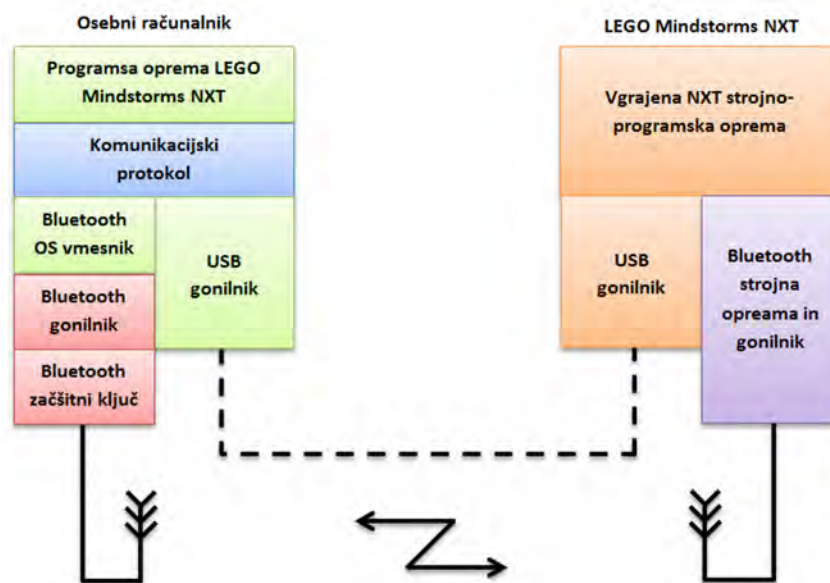 Osebni računalnik
Programsa oprema LEGO
Mindstorms NXT
Komunikacijski
protokol
Bluetooth
OS vmesnik
USB
gonilnik
Bluetooth
gonilnik
Bluetooth
začšitni ključ
LEGO Mindstorms NXT
Vgrajena NXT strojno-
programska oprema
USB
gonilnik
Bluetooth
strojna
opreama in
gonilnik